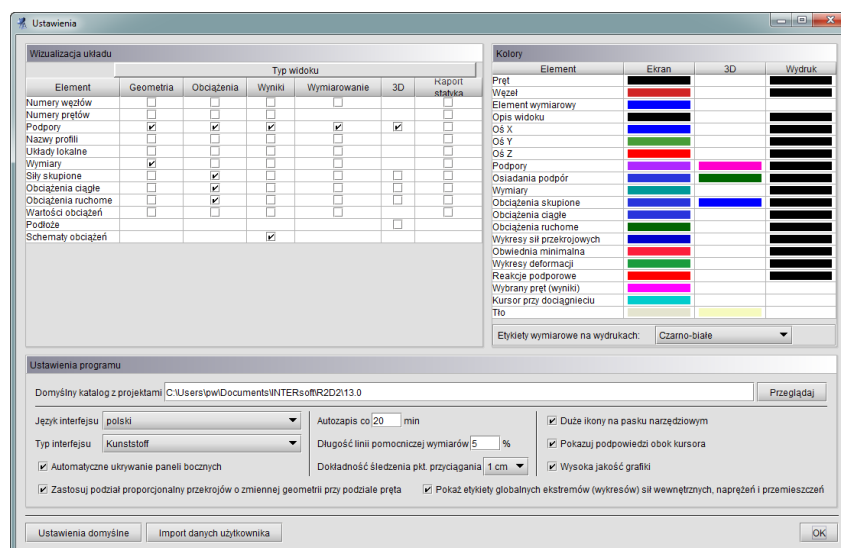 Ustawienia
Wizualizacja układu
Typ widoku
Element Geometria Obciążenia Wyniki Wymiarowanie 3D Raport statyka
Numery węzłów
Numery prętów
Podpory
Nazwy profili
Układy lokalne
Wymiary
Siły skupione
Obciążenia ciągłe
Obciążenia ruchome
Wartości obciążeń
Podłoże
Schematy obciążeń
Kolory
Element Ekran 3D Wydruk
Pręt
Węzeł
Element wymiarowy
Opis widoku
Oś X
Oś Y
Oś Z
Podpory
Osiadania podpór
Wymiary
Obciążenia skupione
Obciążenia ciągłe
Obciążenia ruchome
Wykresy sił przekrojowych
Obwiednia minimalna
Wykresy deformacji
Reakcje podporowe
Wybrany pręt (wyniki)
Kursor przy dociągnieciu
Tło
Etykiety wymiarowe na wydrukach: Czarno-białe
Ustawienia programu
Domyślny katalog z projektami C:\Users\pw\Documents\INTERsoft\R2D2\13.0 Przeglądaj
Język interfejsu polski
Typ interfejsu Kunststoff
Automatyczne ukrywanie paneli bocznych
Autozapis co 20 min
Długość linii pomocniczej wymiarów 5 %
Dokładność śledzenia pkt. przyciągania 1 cm
Duże ikony na pasku narzędziowym
Pokazuj podpowiedzi obok kursora
Wysoka jakość grafiki
Zastosuj podział proporcjonalny przekrojów o zmiennej geometrii przy podziale pręta
Pokaż etykiety globalnych ekstremów (wykresów) sił wewnętrznych, naprężeń i przemieszczeń
Ustawienia domyślne Import danych użytkownika OK